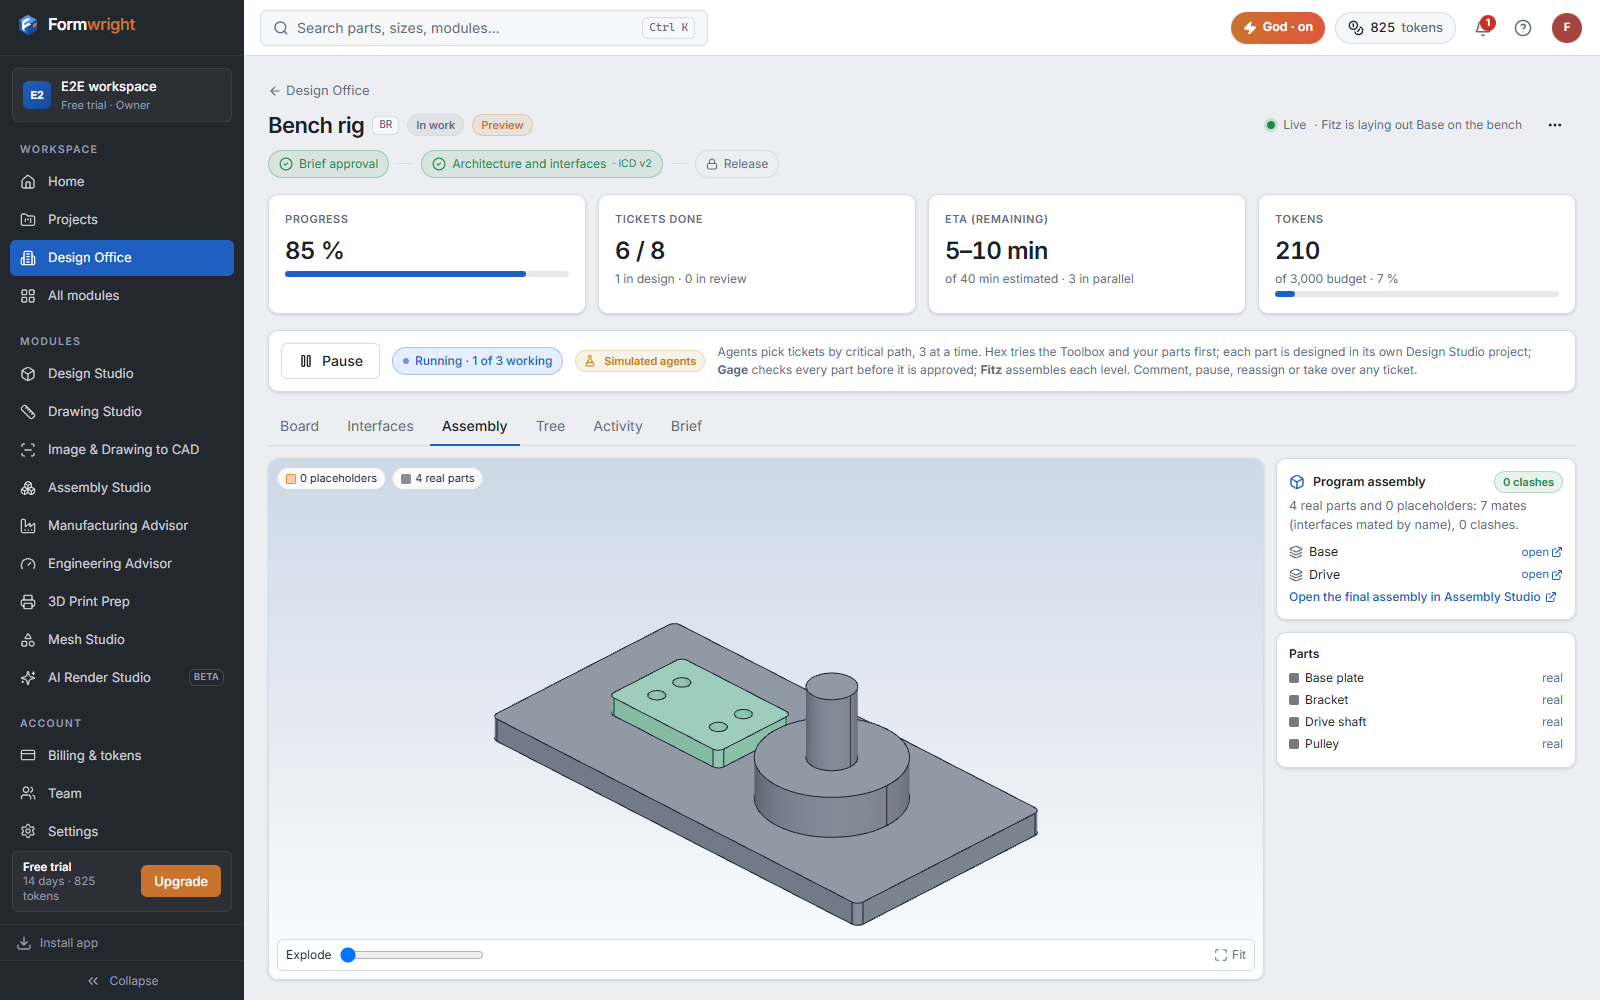 Formwright
Search parts, sizes, modules...
Ctrl K
God · on
825 tokens
1
F
E2
E2E workspace
Free trial · Owner
WORKSPACE
Home
Projects
Design Office
All modules
MODULES
Design Studio
Drawing Studio
Image & Drawing to CAD
Assembly Studio
Manufacturing Advisor
Engineering Advisor
3D Print Prep
Mesh Studio
AI Render Studio
BETA
ACCOUNT
Billing & tokens
Team
Settings
Free trial
14 days · 825
tokens
Upgrade
Install app
Collapse
Design Office
Bench rig
BR
In work
Preview
Live · Fitz is laying out Base on the bench
Brief approval
Architecture and interfaces · ICD v2
Release
PROGRESS
85 %
TICKETS DONE
6 / 8
1 in design · 0 in review
ETA (REMAINING)
5–10 min
of 40 min estimated · 3 in parallel
TOKENS
210
of 3,000 budget · 7 %
Pause
Running · 1 of 3 working
Simulated agents
Agents pick tickets by critical path, 3 at a time. Hex tries the Toolbox and your parts first; each part is designed in its own Design Studio project;
Gage checks every part before it is approved; Fitz assembles each level. Comment, pause, reassign or take over any ticket.
Board
Interfaces
Assembly
Tree
Activity
Brief
0 placeholders
4 real parts
Explode
Fit
Program assembly
0 clashes
4 real parts and 0 placeholders: 7 mates
(interfaces mated by name), 0 clashes.
Base
open
Drive
open
Open the final assembly in Assembly Studio
Parts
Base plate
real
Bracket
real
Drive shaft
real
Pulley
real